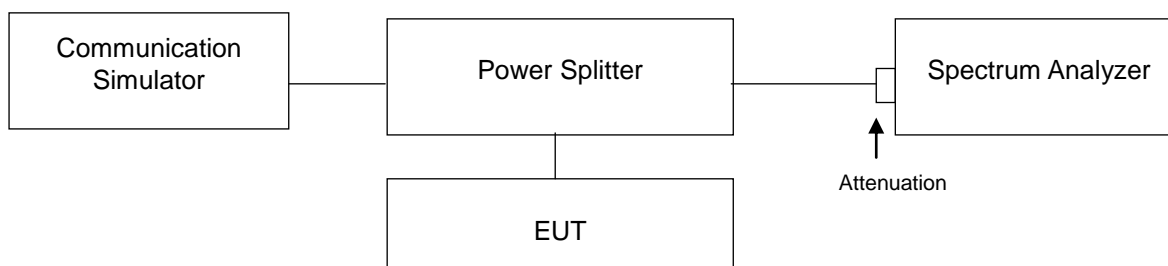 Communication
Simulator
Power Splitter
Spectrum Analyzer
Attenuation
EUT